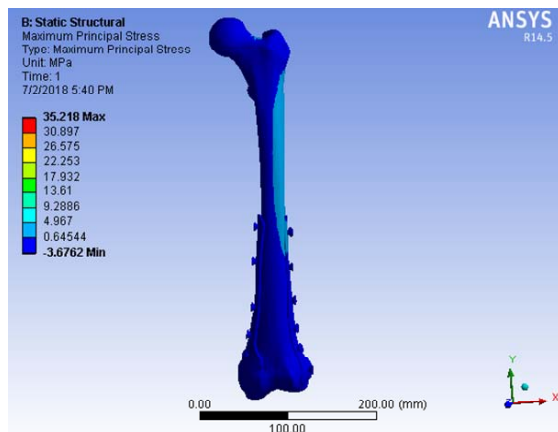 B: Static Structural
Maximum Principal Stress
Type: Maximum Principal Stress
Unit: MPa
Time: 1
7/2/2018 5:40 PM
ANSYS
R14.5
35.218 Max
30.897
26.575
22.253
17.932
13.61
9.2886
4.967
0.64544
-3.6762 Min
Y
X
0.00 200.00 (mm)
100.00